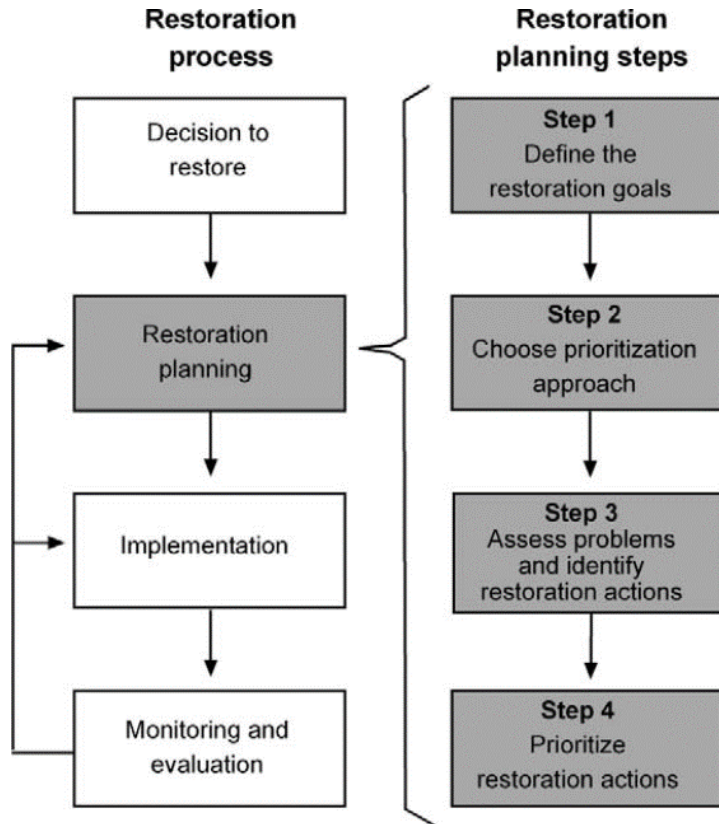 Restoration
process
Decision to
restore
Restoration
planning
Implementation
Monitoring and
evaluation
Restoration
planning steps
Step 1
Define the
restoration goals
Step 2
Choose prioritization
approach
Step 3
Assess problems
and identify
restoration actions
Step 4
Prioritize
restoration actions